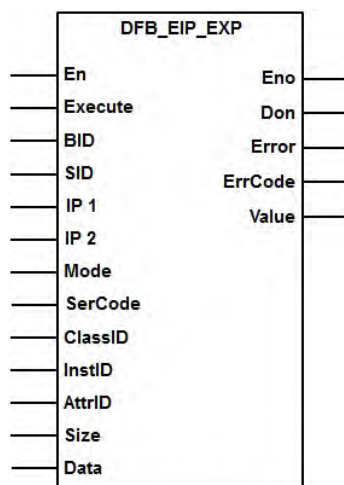 DFB_EIP_EXP
En
Eno
Execute
Don
BID
Error
SID
ErrCode
IP 1
Value
IP 2
Mode
SerCode
ClassID
InstID
AttrID
Size
Data